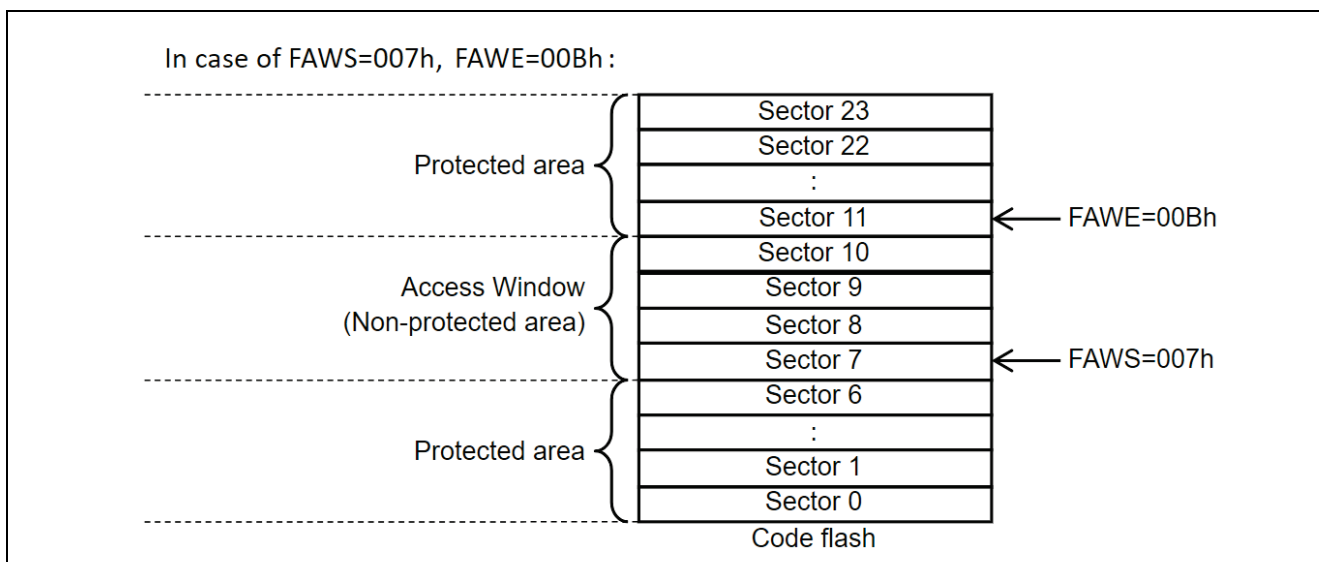 In case of FAWS=007h, FAWE=00Bh :
Sector 23
Sector 22
:
Protected area
Sector 11
FAWE=00Bh
Sector 10
Access Window
(Non-protected area)
Sector 9
Sector 8
Sector 7
FAWS=007h
Sector 6
:
Protected area
Sector 1
Sector 0
Code flash